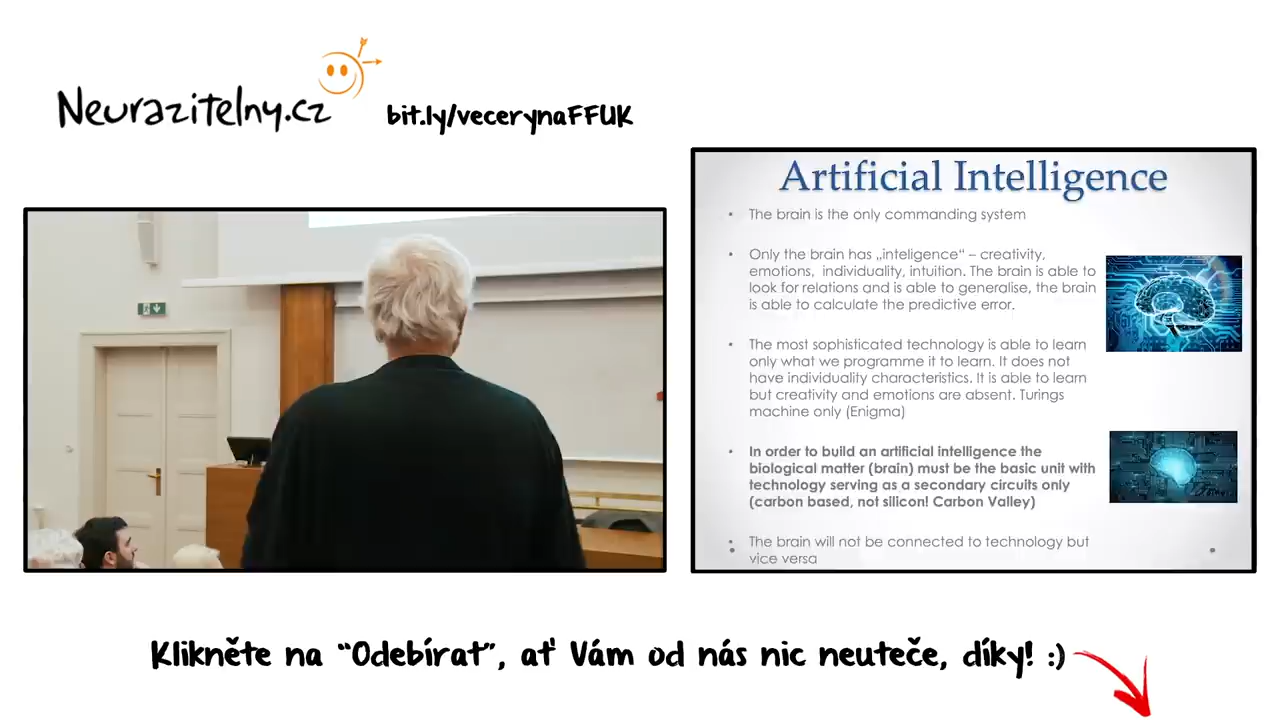 Neurazitelny.cz
bit.ly/vecerynaFFUK
Artificial Intelligence
• The brain is the only commanding system
• Only the brain has „inteligence“ – creativity,
emotions, individuality, intuition. The brain is able to
look for relations and is able to generalise, the brain
is able to calculate the predictive error.
• The most sophisticated technology is able to learn
only what we programme it to learn. It does not
have individuality characteristics. It is able to learn
but creativity and emotions are absent. Turings
machine only (Enigma)
• In order to build an artificial intelligence the
biological matter (brain) must be the basic unit with
technology serving as a secondary circuits only
(carbon based, not silicon! Carbon Valley)
• The brain will not be connected to technology but
vice versa
Klikněte na “Odebírat”, ať Vám od nás nic neuteče, díky! :)